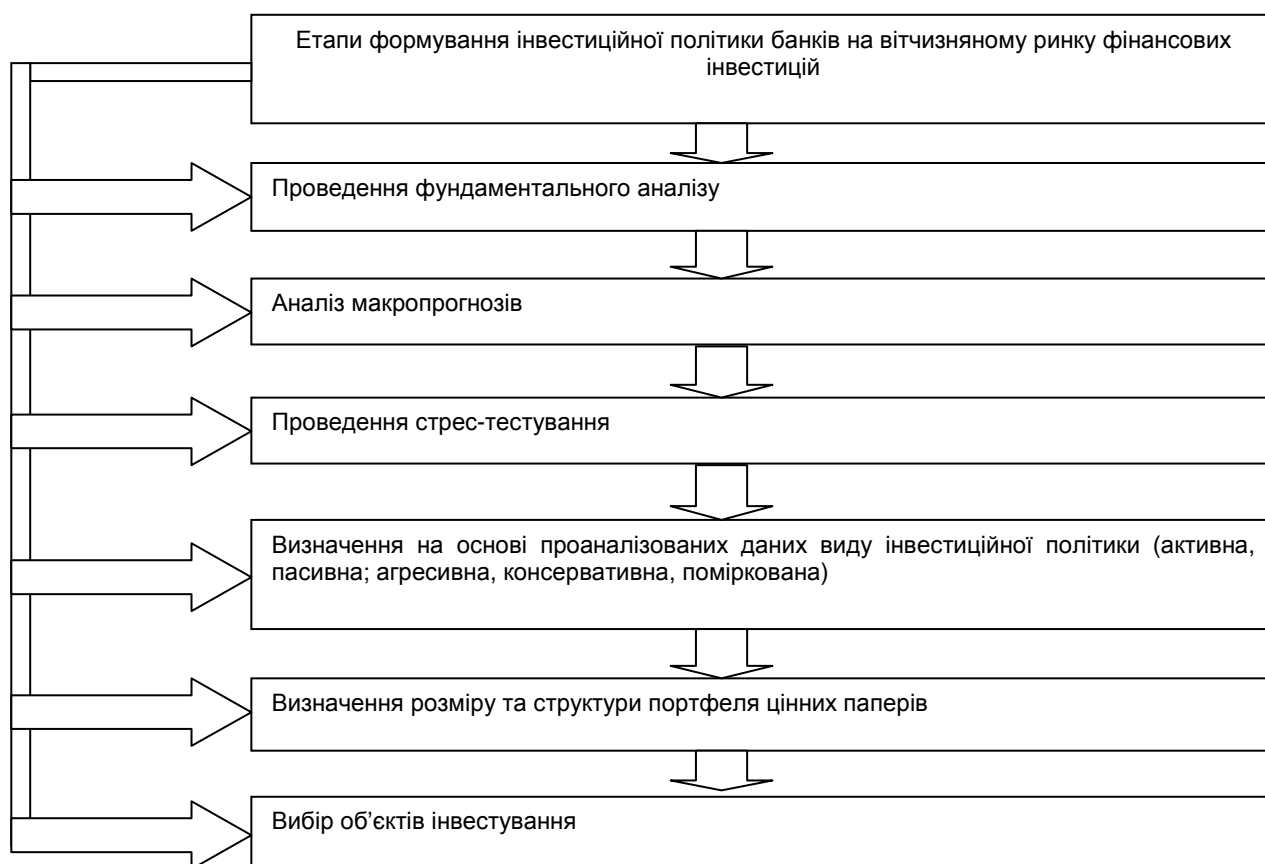 Етапи формування інвестиційної політики банків на вітчизняному ринку фінансових
інвестицій
Проведення фундаментального аналізу
Аналіз макропрогнозів
Проведення стрес-тестування
Визначення на основі проаналізованих даних виду інвестиційної політики (активна,
пасивна; агресивна, консервативна, поміркована)
Визначення розміру та структури портфеля цінних паперів
Вибір об’єктів інвестування